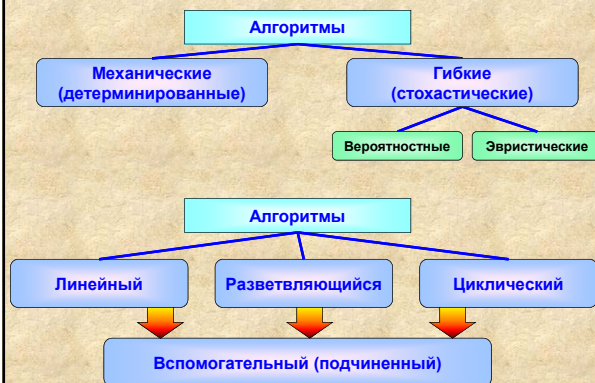 Алгоритмы
Механические
(детерминированные)
Гибкие
(стохастические)
Вероятностные
Эвристические
Алгоритмы
Линейный
Разветвляющийся
Циклический
Вспомогательный (подчиненный)